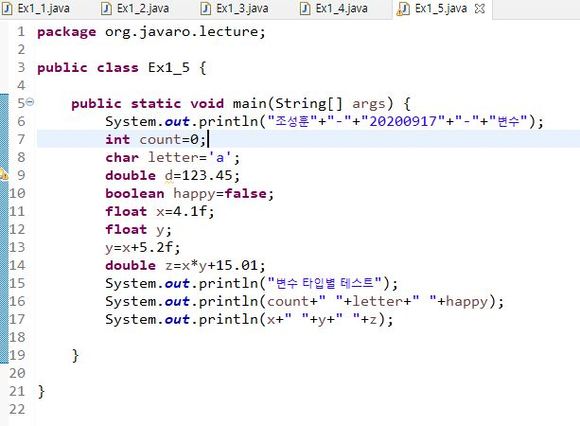 Ex1_1.java Ex1_2.java Ex1_3.java Ex1_4.java Ex1_5.java
1 package org.javaro.lecture;
2
3 public class Ex1_5 {
4
5 public static void main(String[] args) {
6 System.out.println("조성훈"+"-"+"20200917"+"-"+"변수");
7 int count=0;
8 char letter='a';
9 double d=123.45;
10 boolean happy=false;
11 float x=4.1f;
12 float y;
13 y=x+5.2f;
14 double z=x*y+15.01;
15 System.out.println("변수 타입별 테스트");
16 System.out.println(count+" "+letter+" "+happy);
17 System.out.println(x+" "+y+" "+z);
18
19 }
20
21 }
22